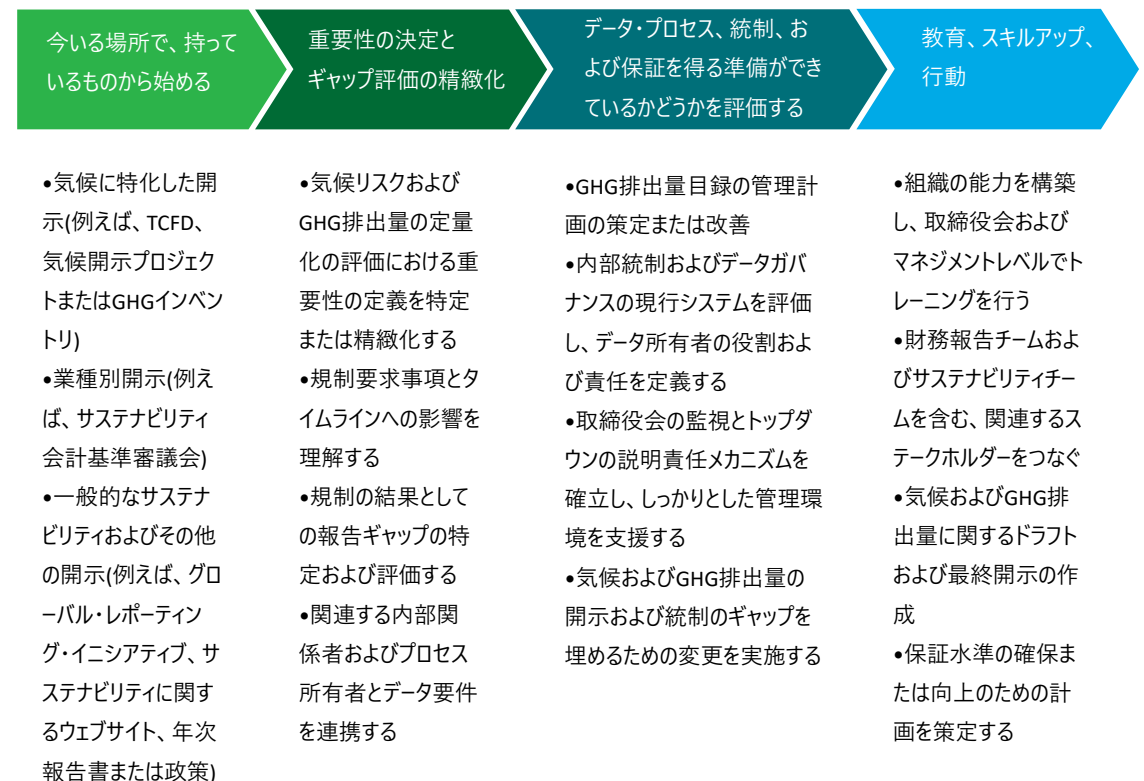 今いる場所で、持って
いるものから始める
重要性の決定と
ギャップ評価の精緻化
データ・プロセス、統制、お
よび保証を得る準備ができ
ているかどうかを評価する
教育、スキルアップ、
行動
•気候に特化した開
示(例えば、TCFD、
気候開示プロジェク
トまたはGHGインベン
トリ)
•業種別開示(例え
ば、サステナビリティ
会計基準審議会)
•一般的なサステナ
ビリティおよびその他
の開示(例えば、グロ
ーバル・レポーティン
グ・イニシアティブ、サ
ステナビリティに関す
るウェブサイト、年次
報告書または政策)
•気候リスクおよび
GHG排出量の定量
化の評価における重
要性の定義を特定
または精緻化する
•規制要求事項とタ
イムラインへの影響を
理解する
•規制の結果として
の報告ギャップの特
定および評価する
•関連する内部関
係者およびプロセス
所有者とデータ要件
を連携する
•GHG排出量目録の管理計
画の策定または改善
•内部統制およびデータガバ
ナンスの現行システムを評価
し、データ所有者の役割およ
び責任を定義する
•取締役会の監視とトップダ
ウンの説明責任メカニズムを
確立し、しっかりとした管理環
境を支援する
•気候およびGHG排出量の
開示および統制のギャップを
埋めるための変更を実施する
•組織の能力を構築
し、取締役会および
マネジメントレベルでト
レーニングを行う
•財務報告チームおよ
びサステナビリティチー
ムを含む、関連するス
テークホルダーをつなぐ
•気候およびGHG排
出量に関するドラフト
および最終開示の作
成
•保証水準の確保ま
たは向上のための計
画を策定する